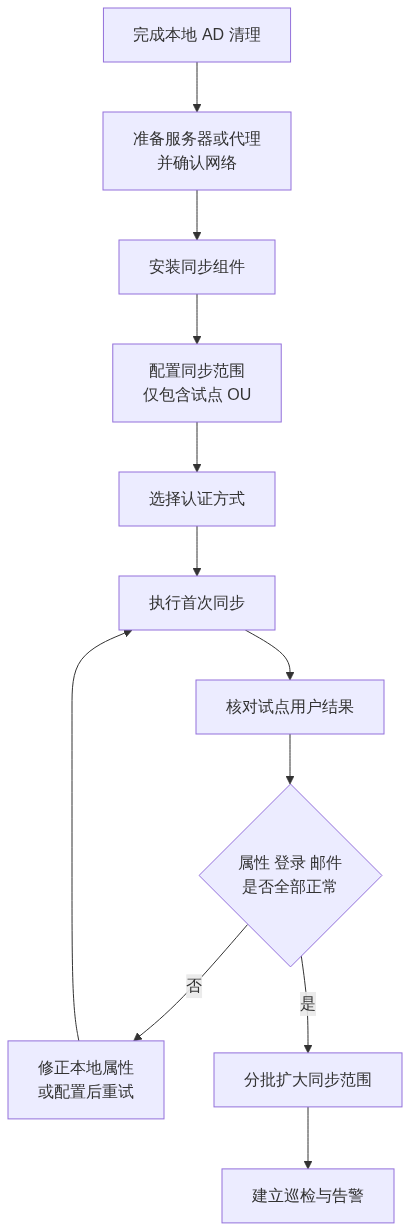 完成本地 AD 清理
准备服务器或代理
并确认网络
安装同步组件
配置同步范围
仅包含试点 OU
选择认证方式
执行首次同步
核对试点用户结果
属性 登录 邮件
是否全部正常
否
是
修正本地属性
或配置后重试
分批扩大同步范围
建立巡检与告警